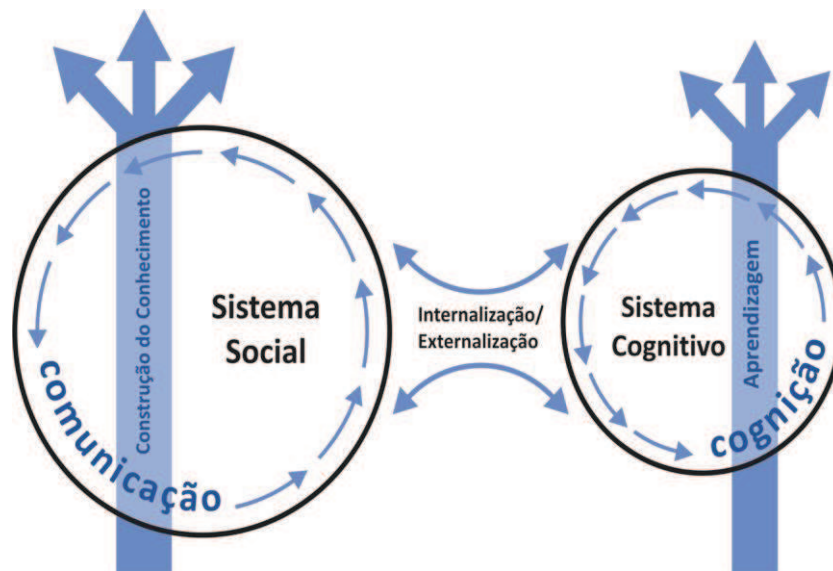 Construção do Conhecimento
Sistema
Social
comunicação
Internalização/
Externalização
Sistema
Cognitivo
Aprendizagem
cognição